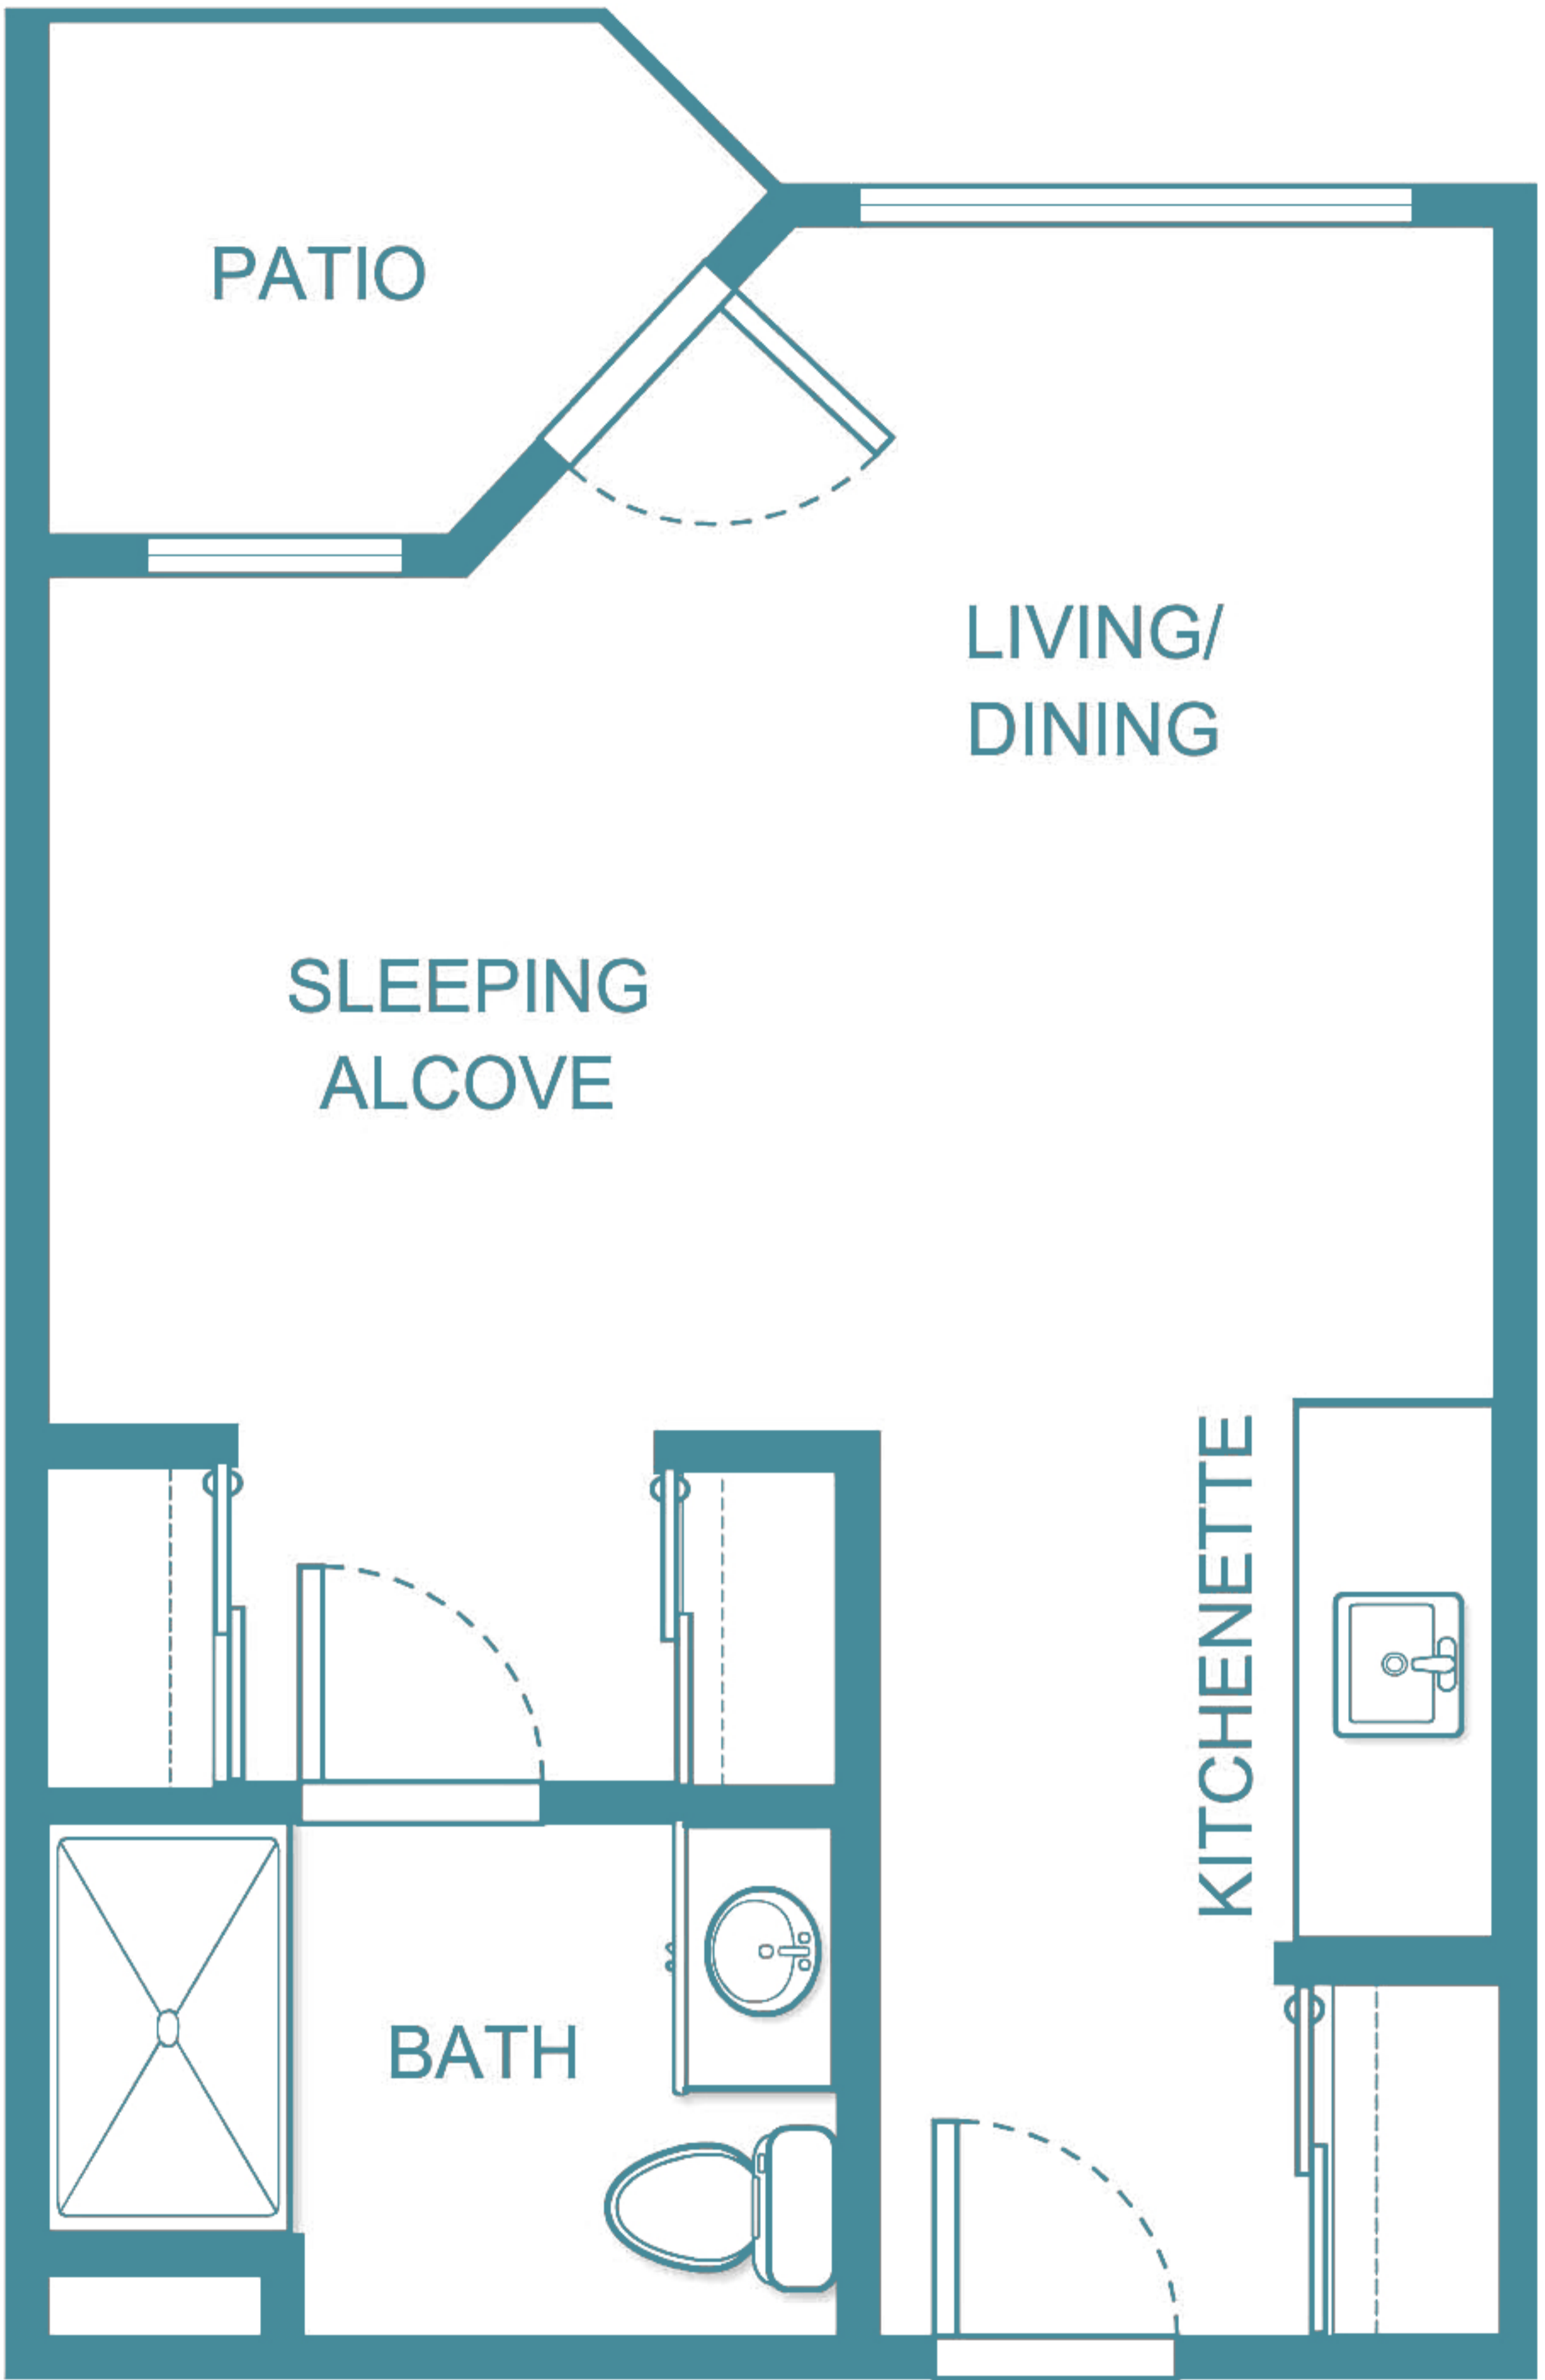 PATIO
LIVING/
DINING
SLEEPING
ALCOVE
KITCHENETTE
BATH